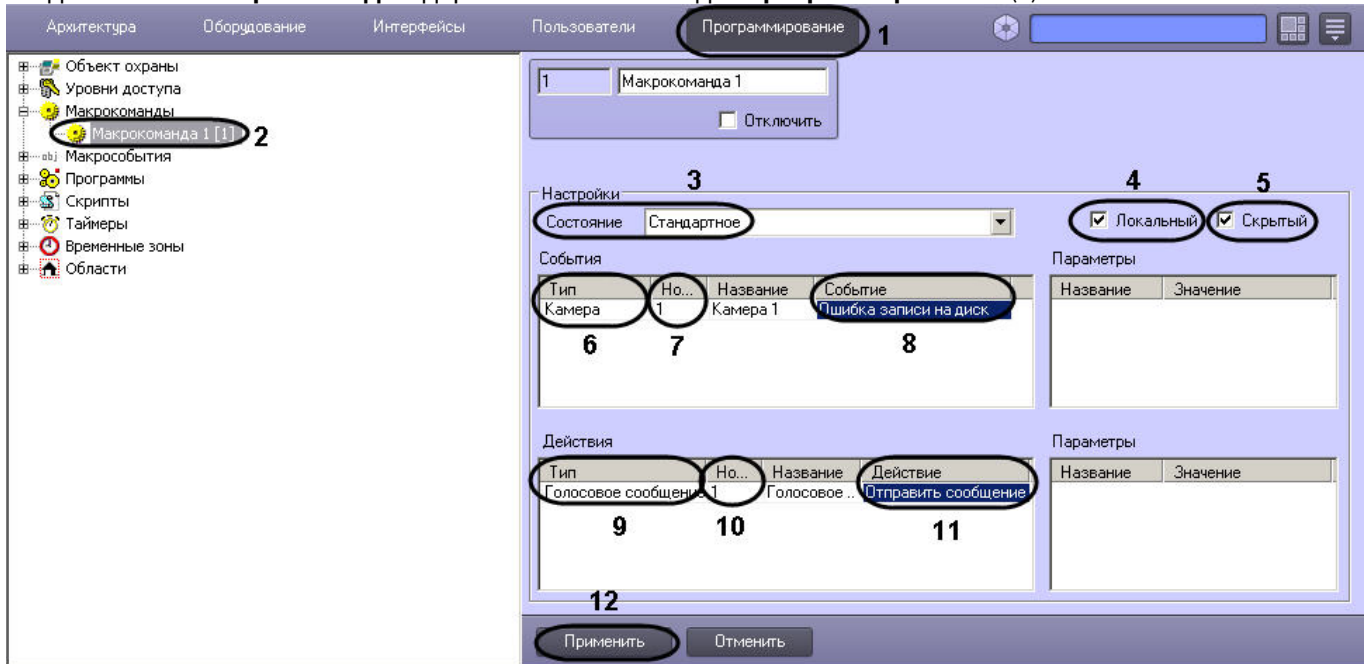 Архитектура Оборудование Интерфейсы Пользователи Программирование 1
Объект охраны
Уровни доступа
Макрокоманды
Макрокоманда 1 [1] 2
obj Макрособытия
Программы
Скрипты
Таймеры
Временные зоны
Области
1 Макрокоманда 1
Отключить
Настройки 3 4 5
Состояние Стандартное Локальный Скрытый
События Параметры
Тип Но... Название Событие Название Значение
Камера 1 Камера 1 Ошибка записи на диск
6 7 8
Действия Параметры
Тип Но... Название Действие Название Значение
Голосовое сообщение 1 Голосовое .. Отправить сообщение
9 10 11
12
Применить Отменить